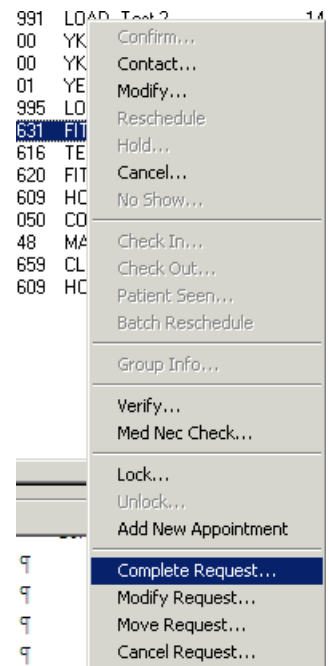 991 LOAD, Test 2 14
00 YK
00 YK
01 YE
995 LO
631 FIT
616 TE
620 FIT
609 HO
050 CO
48 MA
659 CL
609 HO
Confirm...
Contact...
Modify...
Reschedule
Hold...
Cancel...
No Show...
Check In...
Check Out...
Patient Seen...
Batch Reschedule
Group Info...
Verify...
Med Nec Check...
Lock...
Unlock...
Add New Appointment
Complete Request...
Modify Request...
Move Request...
Cancel Request...
¶
¶
¶
¶